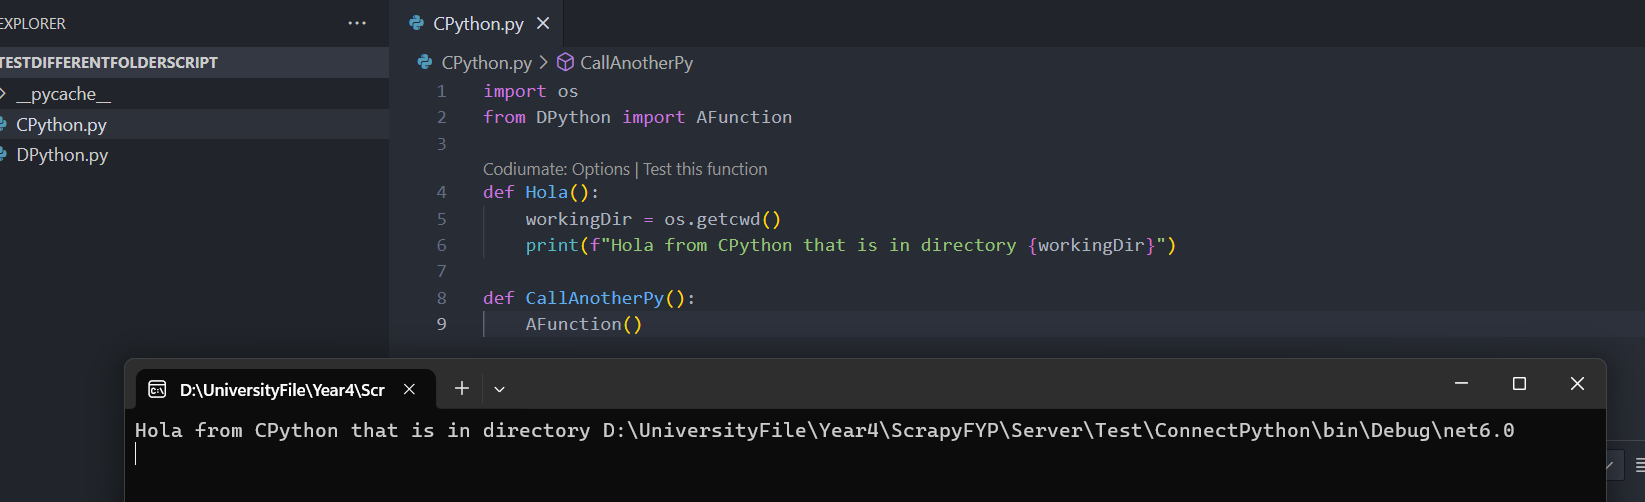 EXPLORER
···
TESTDIFFERENTFOLDERSCRIPT
__pycache__
CPython.py
DPython.py
CPython.py
CPython.py > CallAnotherPy
1 import os
2 from DPython import AFunction
3
Codiumate: Options | Test this function
4 def Hola():
5     workingDir = os.getcwd()
6     print(f"Hola from CPython that is in directory {workingDir}")
7
8 def CallAnotherPy():
9     AFunction()
D:\UniversityFile\Year4\Scr
Hola from CPython that is in directory D:\UniversityFile\Year4\ScrapyFYP\Server\Test\ConnectPython\bin\Debug\net6.0